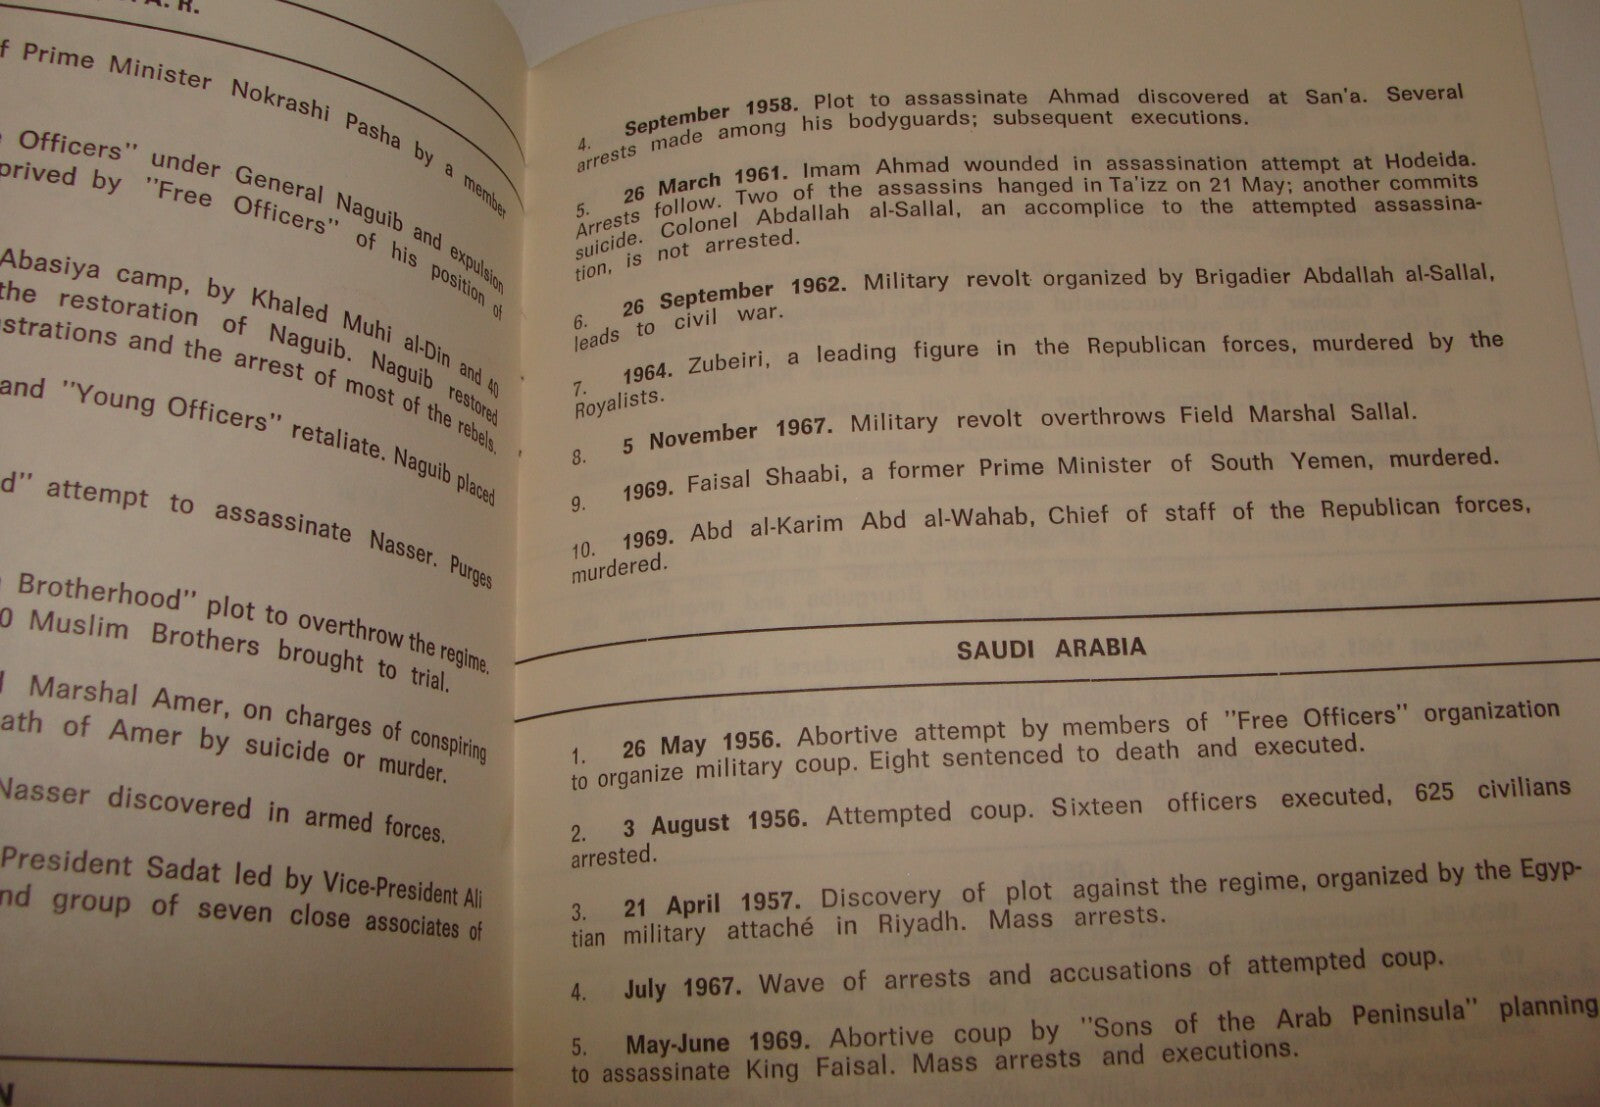 A. R.
f Prime Minister Nokrashi Pasha by a member
Officers" under General Naguib and expulsion
prived by "Free Officers" of his position of
Abasiya camp, by Khaled Muhi al-Din and 40
the restoration of Naguib. Naguib restored
strations and the arrest of most of the rebels.
and "Young Officers" retaliate. Naguib placed
d" attempt to assassinate Nasser. Purges
Brotherhood" plot to overthrow the regime.
0 Muslim Brothers brought to trial.
Marshal Amer, on charges of conspiring
ath of Amer by suicide or murder.
Nasser discovered in armed forces.
President Sadat led by Vice-President Ali
nd group of seven close associates of
N
4. September 1958. Plot to assassinate Ahmad discovered at San'a. Several
arrests made among his bodyguards; subsequent executions.
5. 26 March 1961. Imam Ahmad wounded in assassination attempt at Hodeida.
Arrests follow. Two of the assassins hanged in Ta'izz on 21 May; another commits
suicide. Colonel Abdallah al-Sallal, an accomplice to the attempted assassina-
tion, is not arrested.
6. 26 September 1962. Military revolt organized by Brigadier Abdallah al-Sallal,
leads to civil war.
7. 1964. Zubeiri, a leading figure in the Republican forces, murdered by the
Royalists.
8. 5 November 1967. Military revolt overthrows Field Marshal Sallal.
9. 1969. Faisal Shaabi, a former Prime Minister of South Yemen, murdered.
10. 1969. Abd al-Karim Abd al-Wahab, Chief of staff of the Republican forces,
murdered.
SAUDI ARABIA
1. 26 May 1956. Abortive attempt by members of "Free Officers" organization
to organize military coup. Eight sentenced to death and executed.
2. 3 August 1956. Attempted coup. Sixteen officers executed, 625 civilians
arrested.
3. 21 April 1957. Discovery of plot against the regime, organized by the Egyp-
tian military attaché in Riyadh. Mass arrests.
4. July 1967. Wave of arrests and accusations of attempted coup.
5. May-June 1969. Abortive coup by "Sons of the Arab Peninsula" planning
to assassinate King Faisal. Mass arrests and executions.